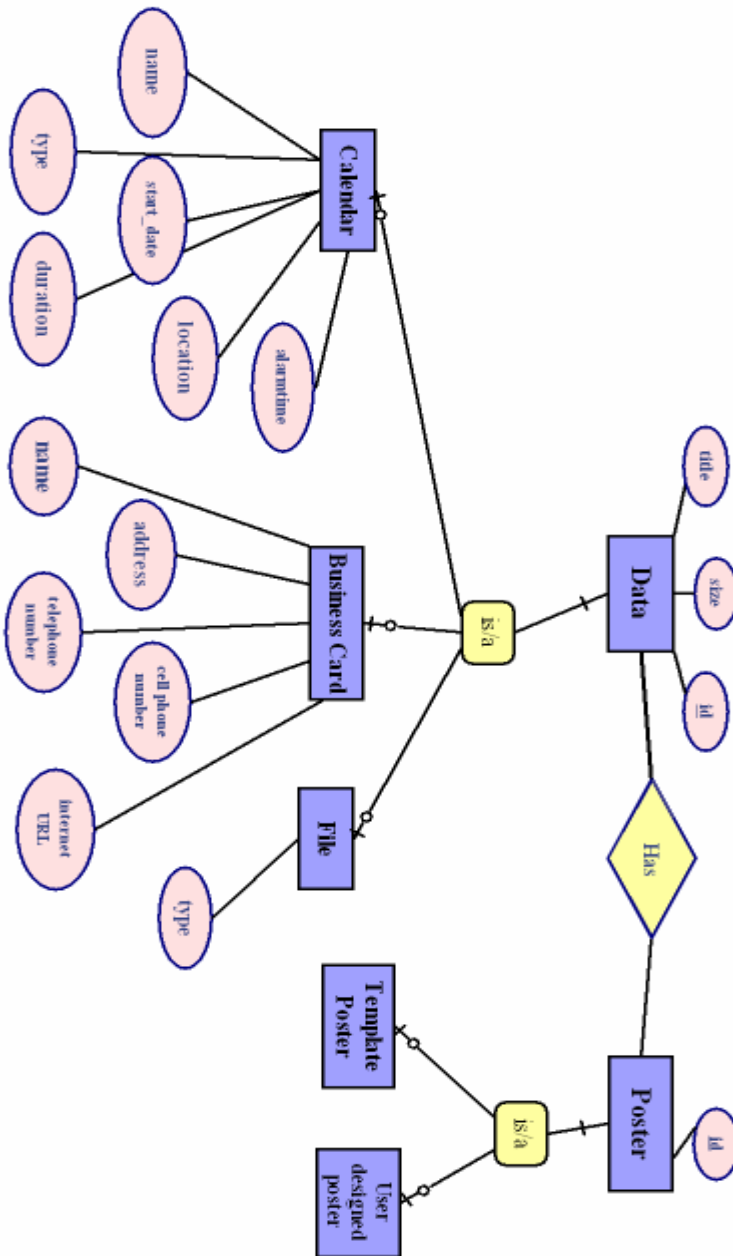 title
size
id
id
Data
Has
Poster
is/a
is/a
Calendar
Business Card
File
Template
Poster
User
designed
poster
name
type
start_date
duration
location
alarmtime
name
address
telephone
number
cell phone
number
internet
URL
type